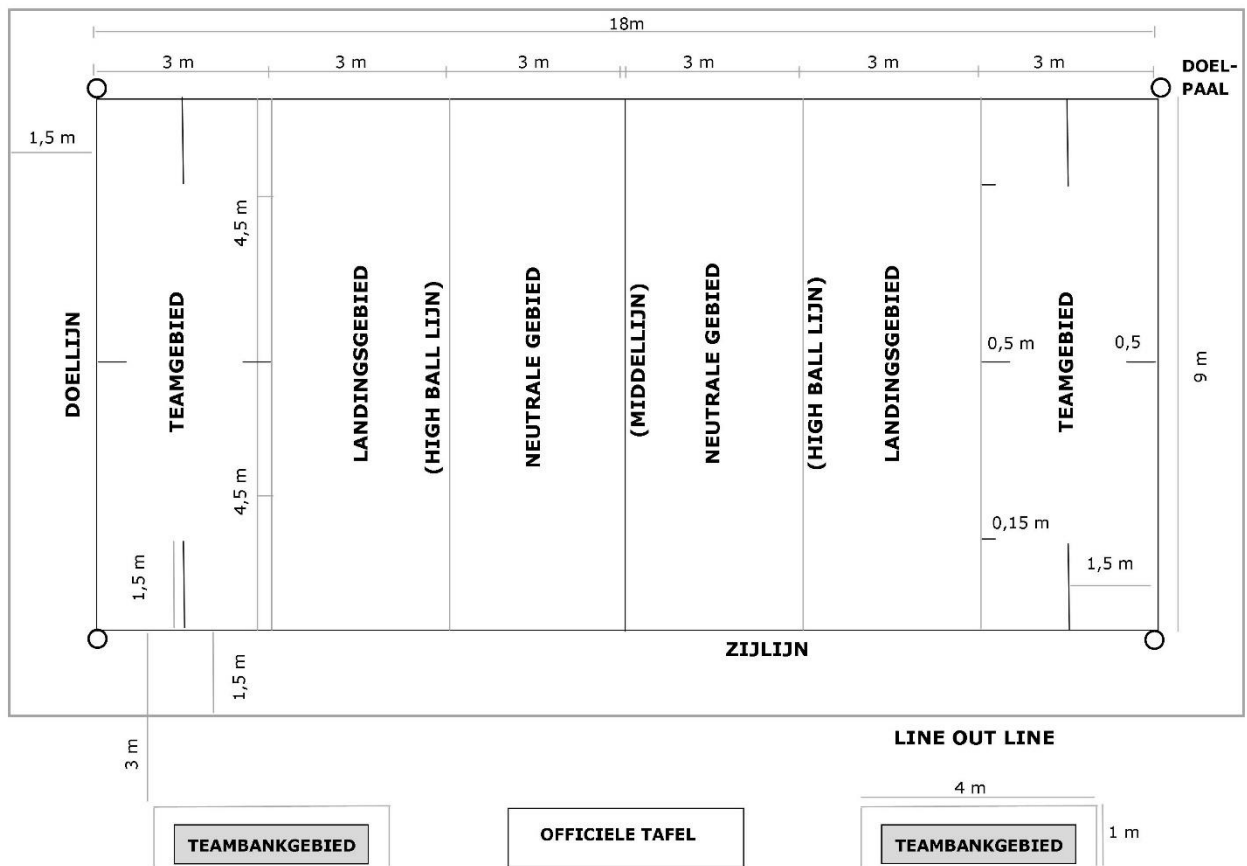 18m
3 m
3 m
3 m
3 m
3 m
3 m
DOEL-
PAAL
1,5 m
DOELLIJN
TEAMGEBIED
4,5 m
4,5 m
LANDINGSGEBIED
(HIGH BALL LIJN)
NEUTRALE GEBIED
(MIDDELLIJN)
NEUTRALE GEBIED
(HIGH BALL LIJN)
LANDINGSGEBIED
0,5 m
TEAMGEBIED
0,5
9 m
0,15 m
1,5 m
1,5 m
1,5 m
3 m
ZIJLIJN
LINE OUT LINE
4 m
1 m
TEAMBANKGEBIED
OFFICIELE TAFEL
TEAMBANKGEBIED